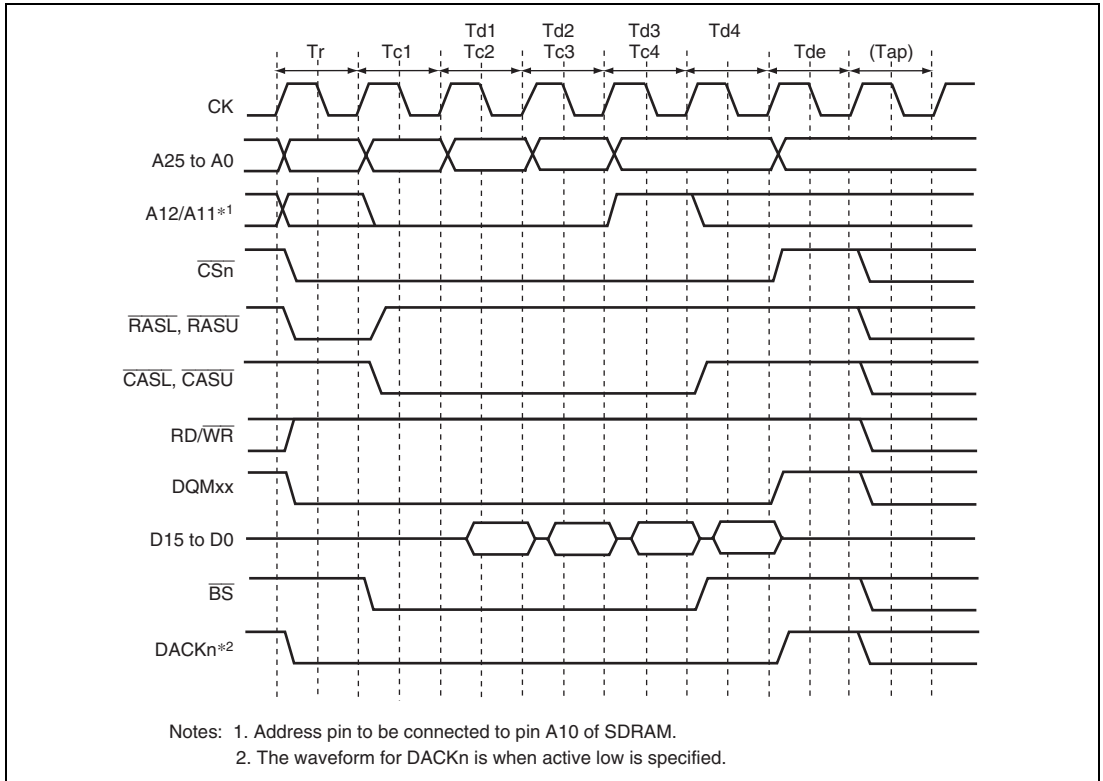 Td1 Td2 Td3 Td4
Tr Tc1 Tc2 Tc3 Tc4 Tde (Tap)
CK
A25 to A0
A12/A11*1
CSn
RASL, RASU
CASL, CASU
RD/WR
DQMxx
D15 to D0
BS
DACKn*2
Notes: 1. Address pin to be connected to pin A10 of SDRAM.
2. The waveform for DACKn is when active low is specified.